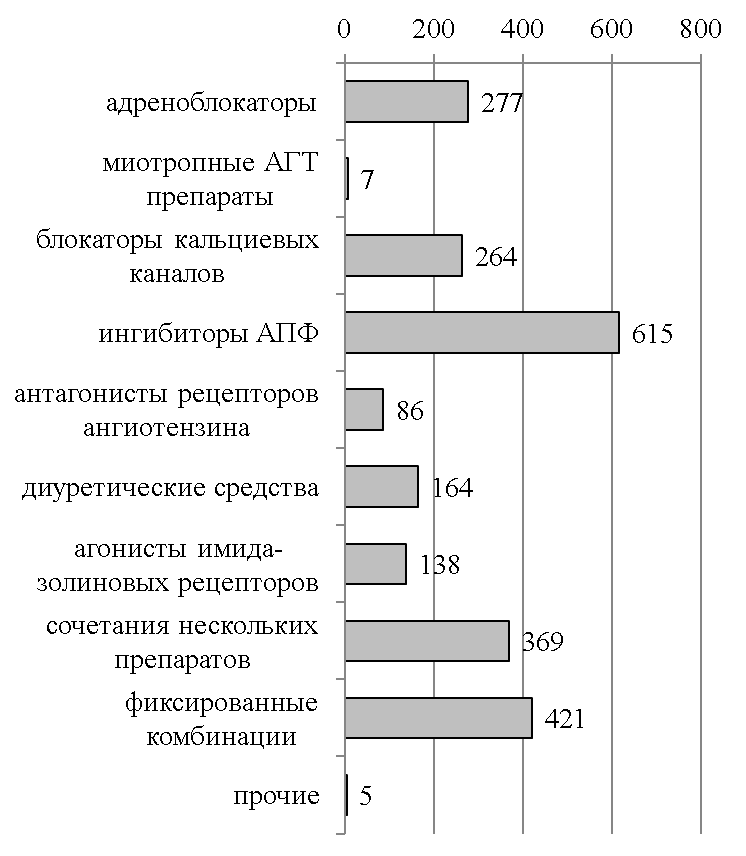 0 200 400 600 800
адреноблокаторы
277
миотропные АГТ
препараты
7
блокаторы кальциевых
каналов
264
ингибиторы АПФ
615
антагонисты рецепторов
ангиотензина
86
диуретические средства
164
агонисты имида-
золиновых рецепторов
138
сочетания нескольких
препаратов
369
фиксированные
комбинации
421
прочие
5